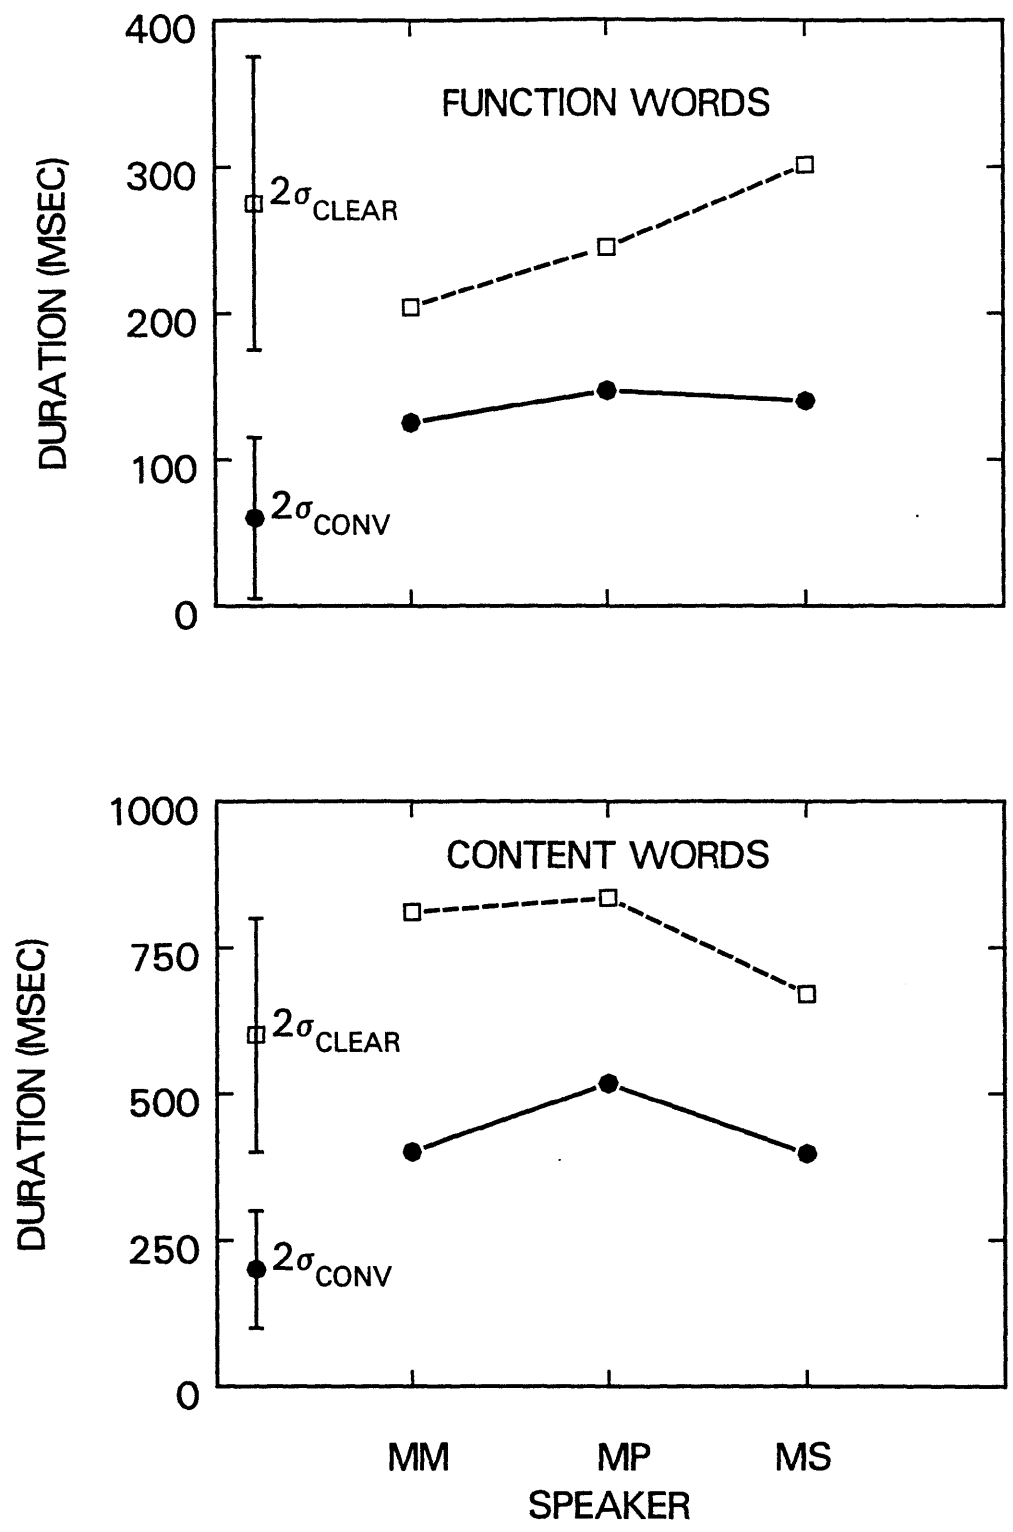 400
FUNCTION WORDS
300
2σCLEAR
200
100
2σCONV
0
DURATION (MSEC)
1000
CONTENT WORDS
750
2σCLEAR
500
250
2σCONV
0
DURATION (MSEC)
MM MP MS
SPEAKER